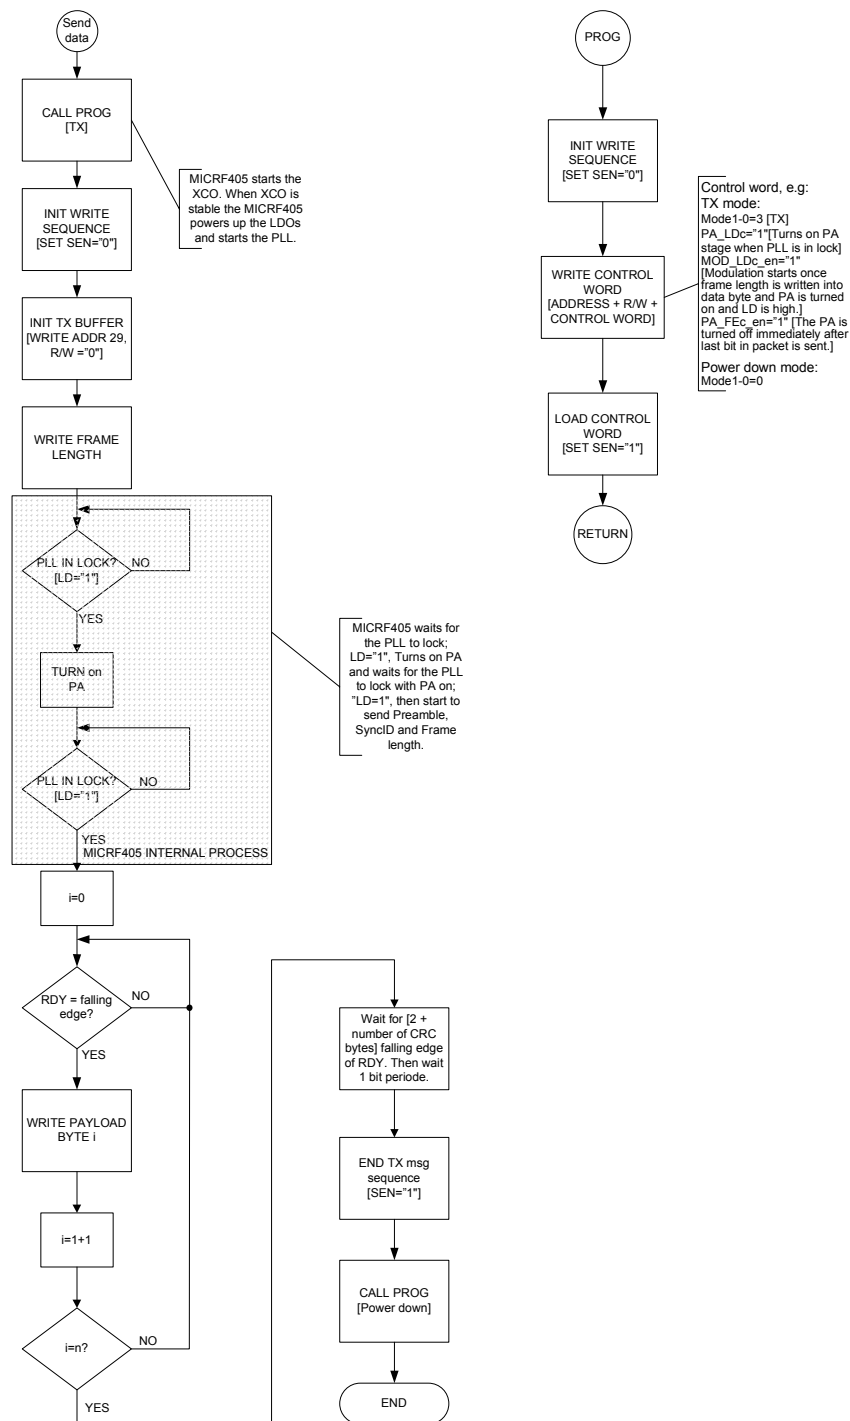 Send
data
CALL PROG
[TX]
MICRF405 starts the
XCO. When XCO is
stable the MICRF405
powers up the LDOs
and starts the PLL.
INIT WRITE
SEQUENCE
[SET SEN="0"]
INIT TX BUFFER
[WRITE ADDR 29,
R/W ="0"]
WRITE FRAME
LENGTH
PLL IN LOCK?
[LD="1"]
NO
YES
TURN on
PA
PLL IN LOCK?
[LD="1"]
NO
YES
MICRF405 INTERNAL PROCESS
MICRF405 waits for
the PLL to lock;
LD="1", Turns on PA
and waits for the PLL
to lock with PA on;
"LD=1", then start to
send Preamble,
SyncID and Frame
length.
i=0
RDY = falling
edge?
NO
YES
WRITE PAYLOAD
BYTE i
i=1+1
i=n?
NO
YES
Wait for [2 +
number of CRC
bytes] falling edge
of RDY. Then wait
1 bit periode.
END TX msg
sequence
[SEN="1"]
CALL PROG
[Power down]
END
PROG
INIT WRITE
SEQUENCE
[SET SEN="0"]
WRITE CONTROL
WORD
[ADDRESS + R/W +
CONTROL WORD]
Control word, e.g:
TX mode:
Mode1-0=3 [TX]
PA_LDc="1"[Turns on PA
stage when PLL is in lock]
MOD_LDc_en="1"
[Modulation starts once
frame length is written into
data byte and PA is turned
on and LD is high.]
PA_FEc_en="1" [The PA is
turned off immediately after
last bit in packet is sent.]
Power down mode:
Mode1-0=0
LOAD CONTROL
WORD
[SET SEN="1"]
RETURN